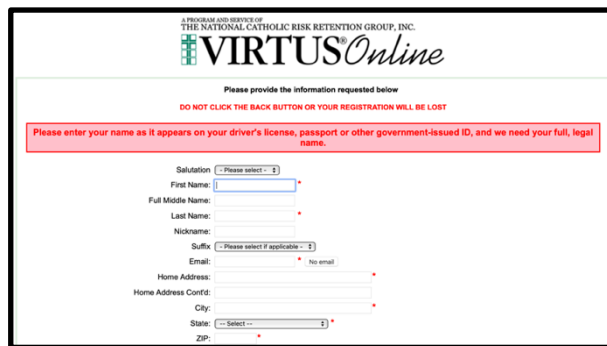 A PROGRAM AND SERVICE OF
THE NATIONAL CATHOLIC RISK RETENTION GROUP, INC.
VIRTUS® Online
Please provide the information requested below
DO NOT CLICK THE BACK BUTTON OR YOUR REGISTRATION WILL BE LOST
Please enter your name as it appears on your driver's license, passport or other government-issued ID, and we need your full, legal
name.
Salutation - Please select -
First Name: *
Full Middle Name:
Last Name: *
Nickname:
Suffix - Please select if applicable -
Email: * No email
Home Address: *
Home Address Cont'd:
City: *
State: -- Select -- *
ZIP: *